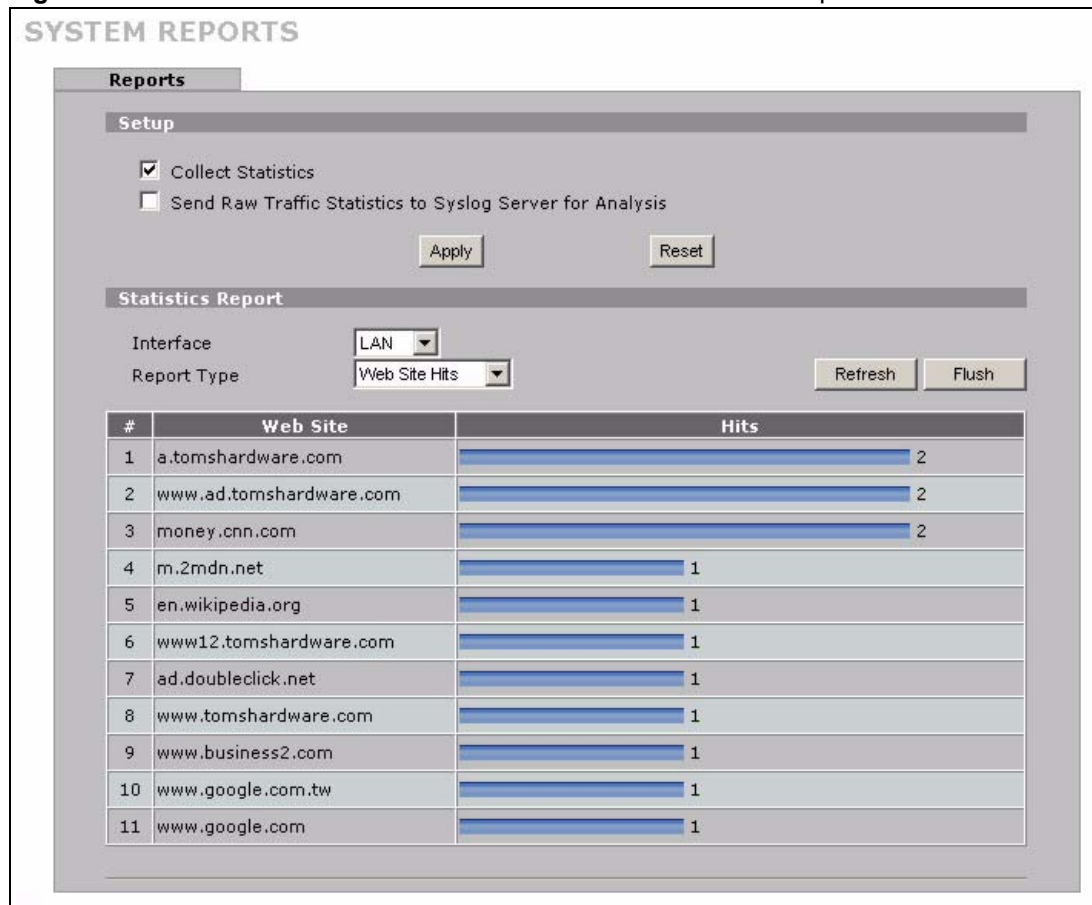 SYSTEM REPORTS
Reports
Setup
Collect Statistics
Send Raw Traffic Statistics to Syslog Server for Analysis
Apply Reset
Statistics Report
Interface LAN
Report Type Web Site Hits Refresh Flush
# Web Site Hits
1 a.tomshardware.com 2
2 www.ad.tomshardware.com 2
3 money.cnn.com 2
4 m.2mdn.net 1
5 en.wikipedia.org 1
6 www12.tomshardware.com 1
7 ad.doubleclick.net 1
8 www.tomshardware.com 1
9 www.business2.com 1
10 www.google.com.tw 1
11 www.google.com 1